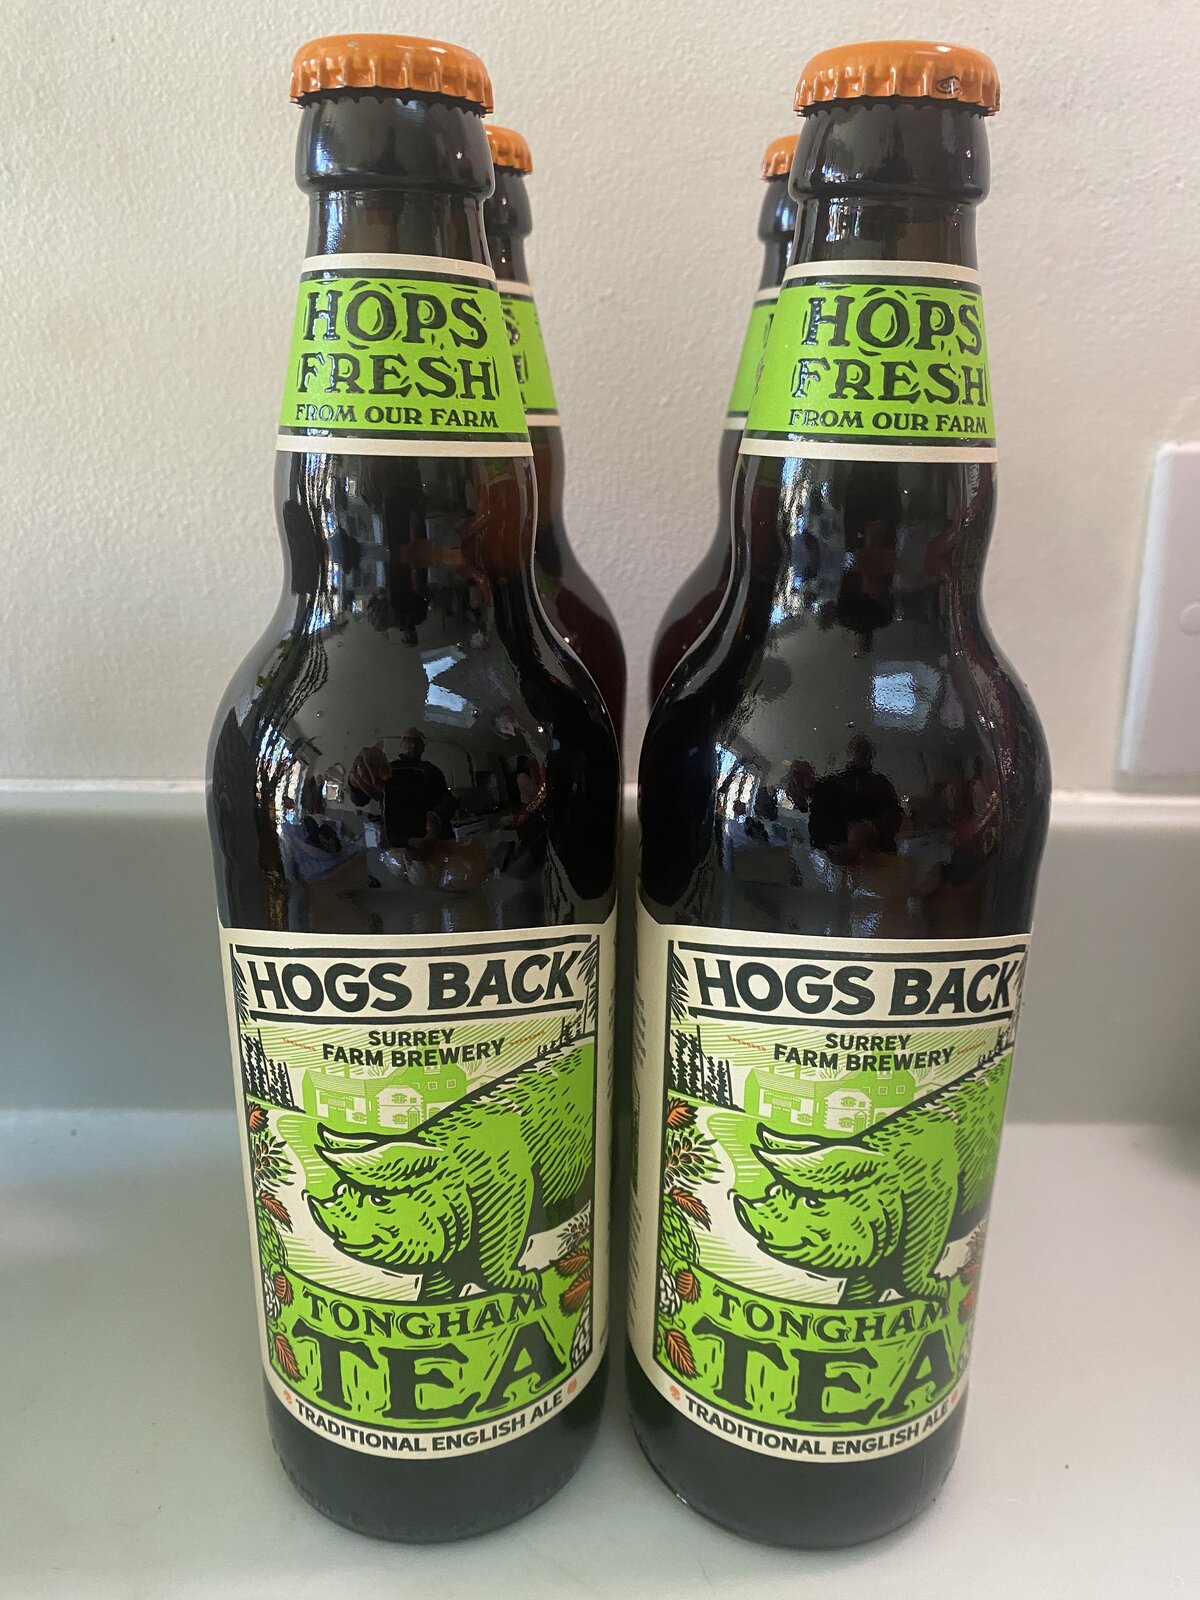 HOPS
FRESH
FROM OUR FARM
HOGS BACK
SURREY
FARM BREWERY
TONGHAM
TEA
TRADITIONAL ENGLISH ALE
HOPS
FRESH
FROM OUR FARM
HOGS BACK
SURREY
FARM BREWERY
TONGHAM
TEA
TRADITIONAL ENGLISH ALE